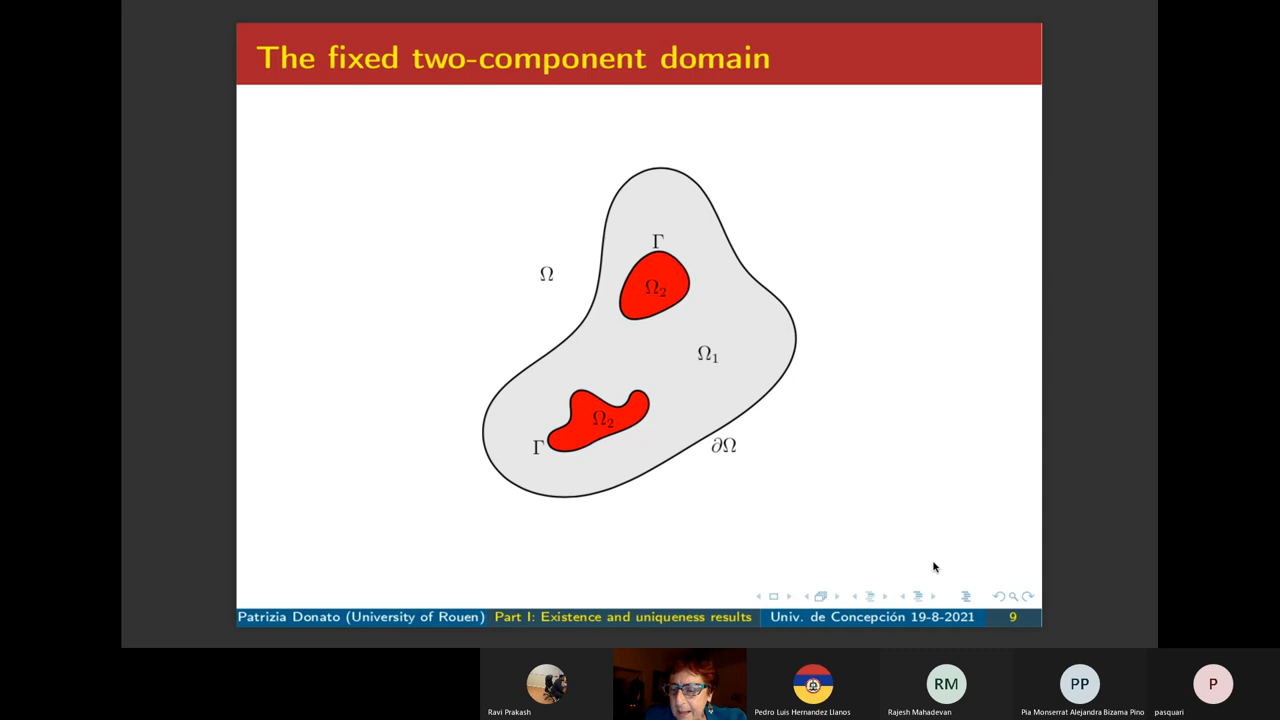 The fixed two-component domain
Γ
Ω
Ω₂
Ω₁
Ω₂
Γ
∂Ω
Patrizia Donato (University of Rouen) Part I: Existence and uniqueness results Univ. de Concepción 19-8-2021 9
RM
PP
P
Ravi Prakash
Pedro Luis Hernandez Llanos
Rajesh Mahadevan
Pia Monserrat Alejandra Bizama Pino
pasquari